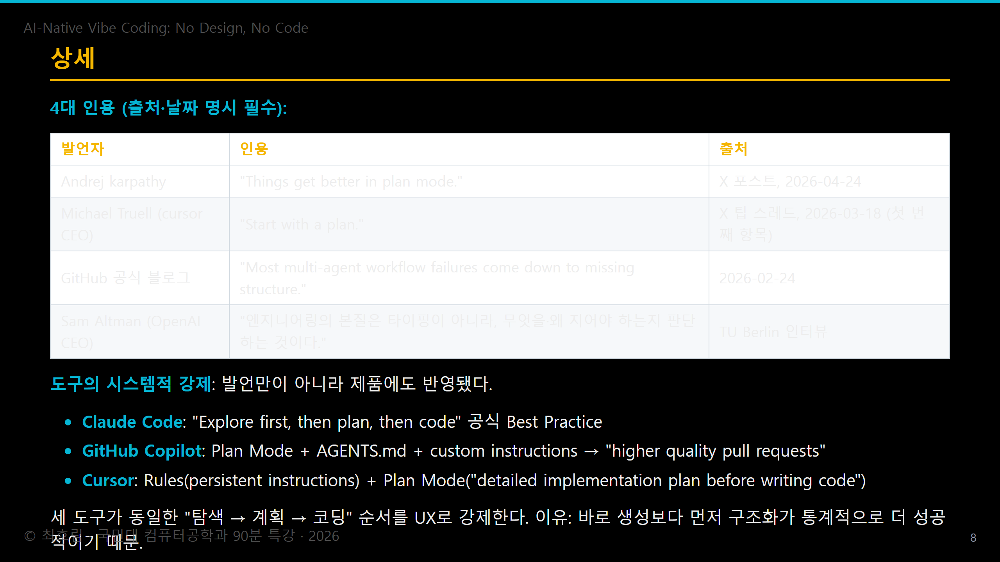 AI-Native Vibe Coding: No Design, No Code
상세
4대 인용 (출처·날짜 명시 필수):
발언자 인용 출처
Andrej karpathy "Things get better in plan mode." X 포스트, 2026-04-24
Michael Truell (cursor CEO) "Start with a plan." X 팁 스레드, 2026-03-18 (첫 번째 항목)
GitHub 공식 블로그 "Most multi-agent workflow failures come down to missing structure." 2026-02-24
Sam Altman (OpenAI CEO) "엔지니어링의 본질은 타이핑이 아니라, 무엇을·왜 지어야 하는지 판단하는 것이다." TU Berlin 인터뷰
도구의 시스템적 강제: 발언만이 아니라 제품에도 반영됐다.
• Claude Code: "Explore first, then plan, then code" 공식 Best Practice
• GitHub Copilot: Plan Mode + AGENTS.md + custom instructions → "higher quality pull requests"
• Cursor: Rules(persistent instructions) + Plan Mode("detailed implementation plan before writing code")
세 도구가 동일한 "탐색 → 계획 → 코딩" 순서를 UX로 강제한다. 이유: 바로 생성보다 먼저 구조화가 통계적으로 더 성공
적이기 때문.
© 국민대 컴퓨터공학과 90분 특강 · 2026
8